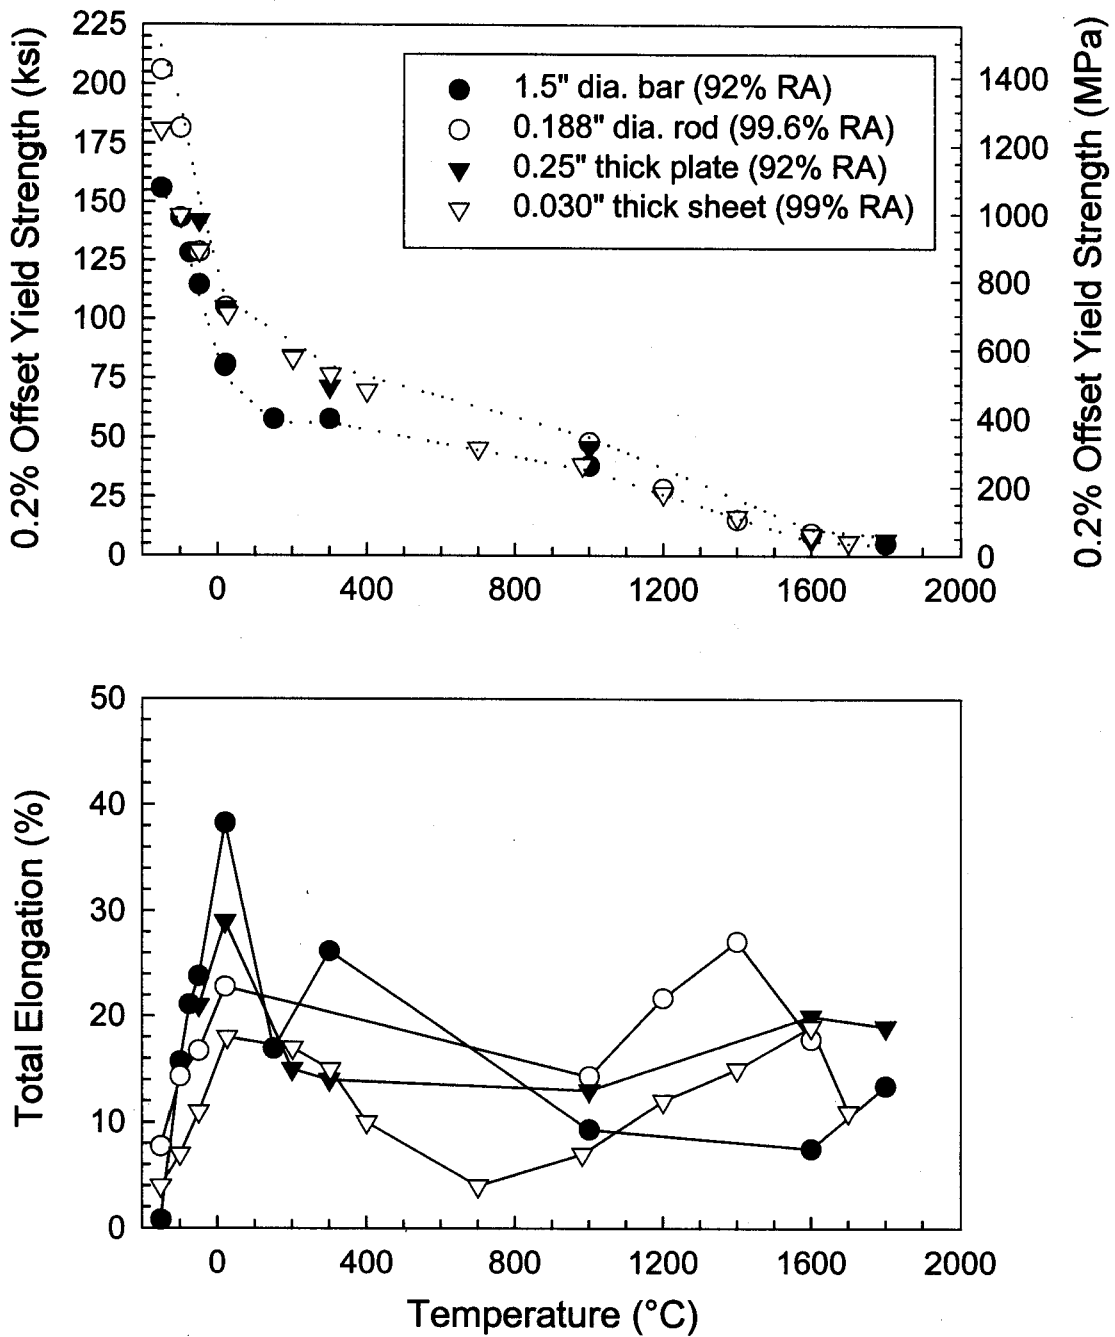 0.2% Offset Yield Strength (ksi)
225
200
175
150
125
100
75
50
25
0
1.5" dia. bar (92% RA)
0.188" dia. rod (99.6% RA)
0.25" thick plate (92% RA)
0.030" thick sheet (99% RA)
1400
1200
1000
800
600
400
200
0
0.2% Offset Yield Strength (MPa)
0 400 800 1200 1600 2000
Total Elongation (%)
50
40
30
20
10
0
0 400 800 1200 1600 2000
Temperature (°C)